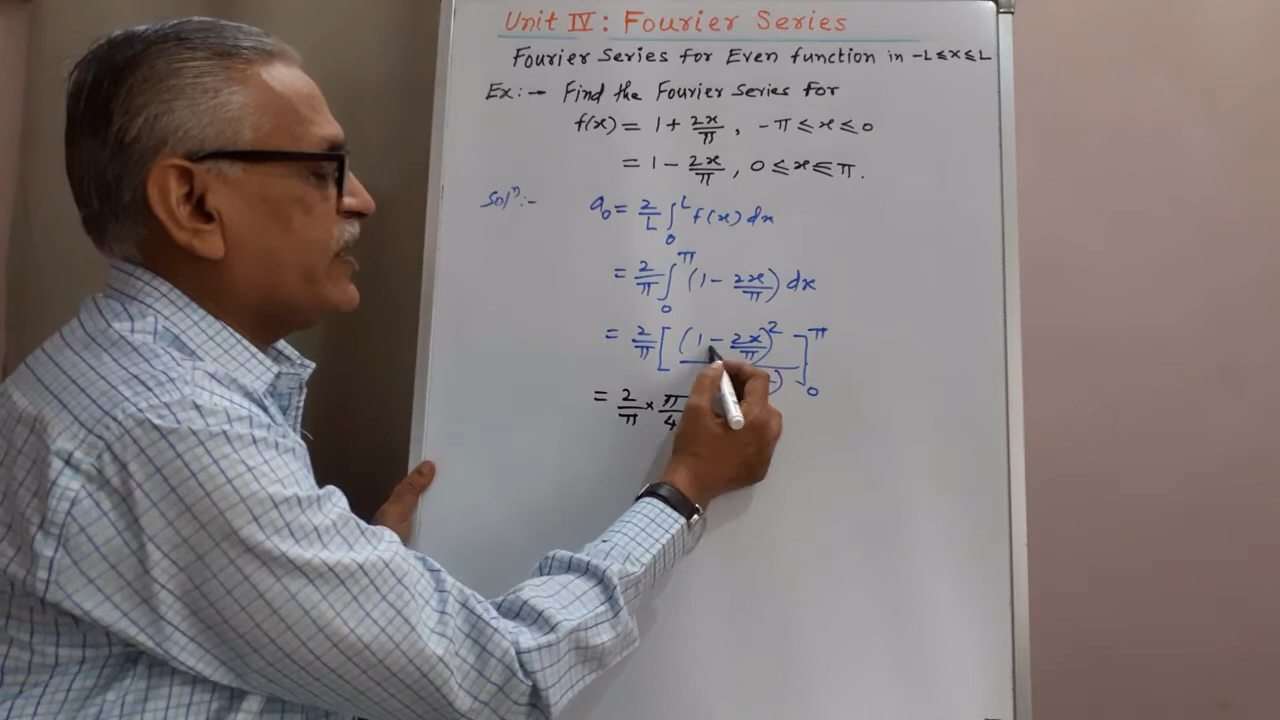 Unit IV : Fourier Series
Fourier Series for Even function in -L ≤ x ≤ L
Ex:- Find the Fourier Series for
f(x) = 1 + 2x/π , -π ≤ x ≤ 0
= 1 - 2x/π , 0 ≤ x ≤ π.
Solⁿ:- a₀ = 2/L ∫₀ᴸ f(x) dx
= 2/π ∫₀^π (1 - 2x/π) dx
= 2/π [ (1 - 2x/π)² ]₀^π
= 2/π × π/4